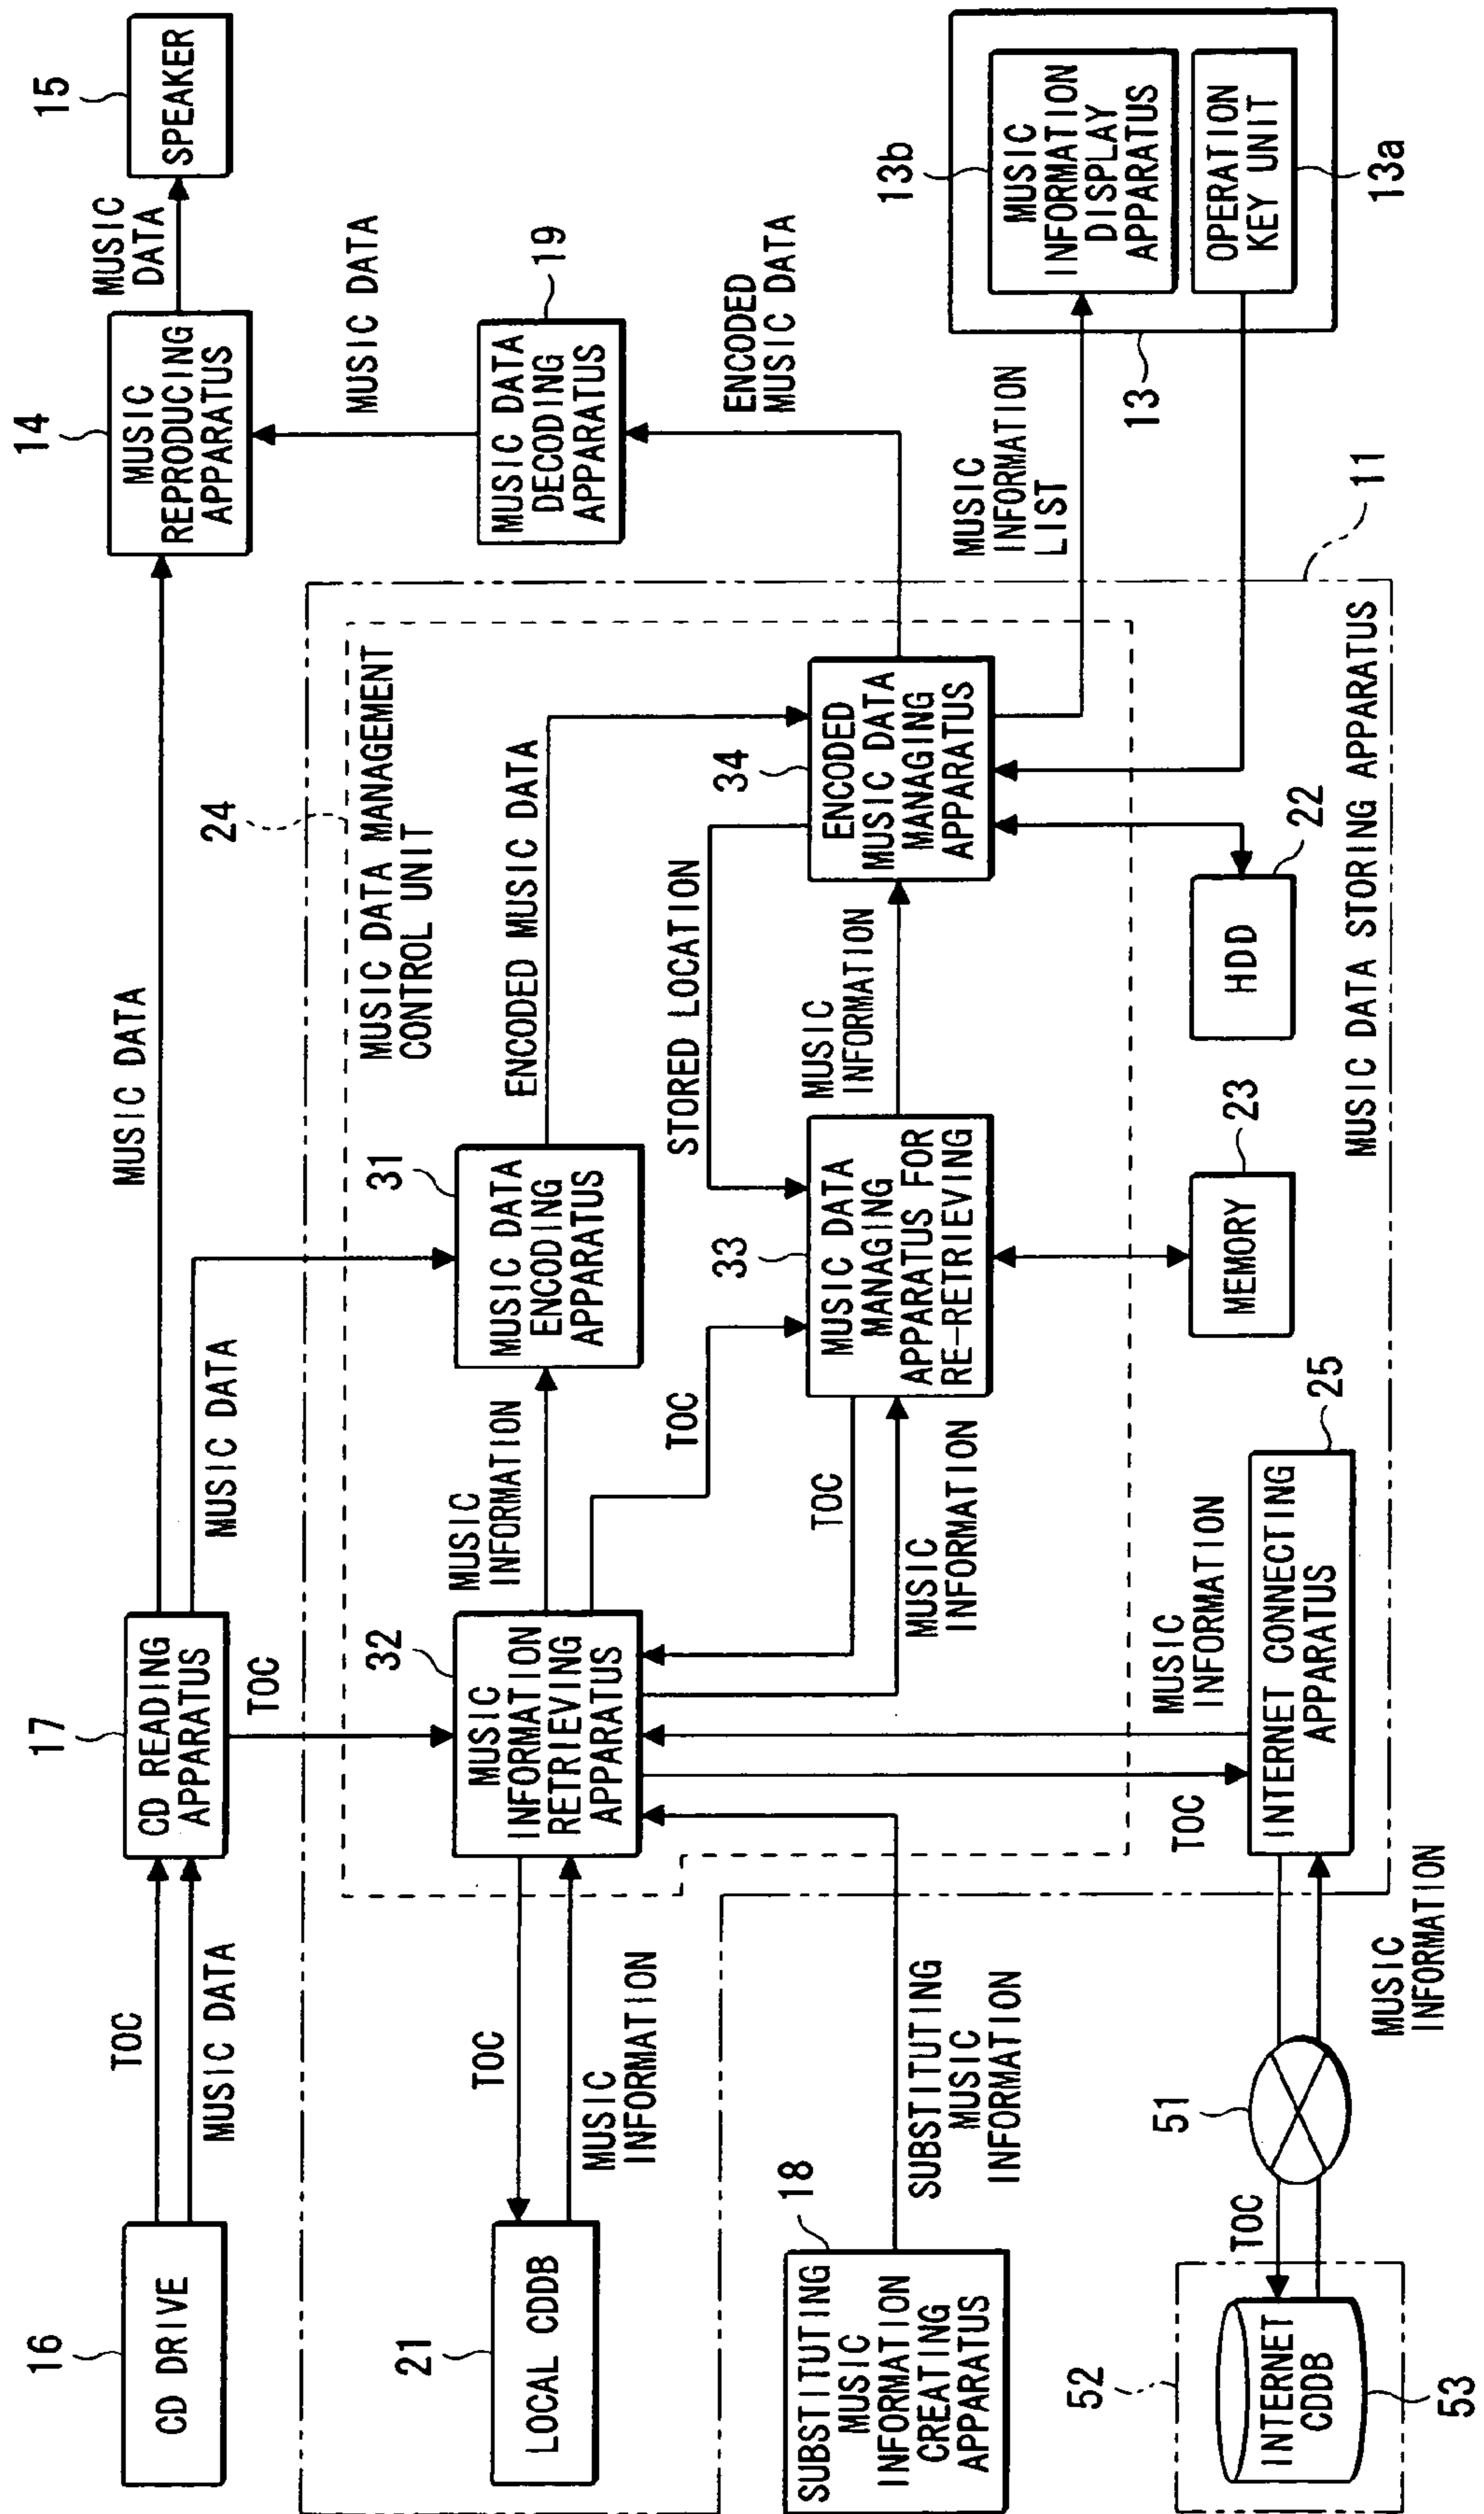 16
CD DRIVE
TOC
MUSIC DATA
17
CD READING
APPARATUS
MUSIC DATA
MUSIC DATA
TOC
14
MUSIC
REPRODUCING
APPARATUS
MUSIC
DATA
15
SPEAKER
MUSIC DATA
19
MUSIC DATA
DECODING
APPARATUS
ENCODED
MUSIC DATA
24
MUSIC DATA MANAGEMENT
CONTROL UNIT
21
LOCAL CDDB
TOC
MUSIC
INFORMATION
32
MUSIC
INFORMATION
RETRIEVING
APPARATUS
MUSIC
INFORMATION
31
MUSIC DATA
ENCODING
APPARATUS
ENCODED MUSIC DATA
TOC
TOC
MUSIC
INFORMATION
33
MUSIC DATA
MANAGING
APPARATUS FOR
RE-RETRIEVING
STORED LOCATION
MUSIC
INFORMATION
34
ENCODED
MUSIC DATA
MANAGING
APPARATUS
MUSIC
INFORMATION
LIST
13
13b
MUSIC
INFORMATION
DISPLAY
APPARATUS
OPERATION
KEY UNIT
13a
18
SUBSTITUTING
MUSIC
INFORMATION
CREATING
APPARATUS
SUBSTITUTING
MUSIC
INFORMATION
TOC
MUSIC
INFORMATION
25
INTERNET CONNECTING
APPARATUS
23
MEMORY
22
HDD
11
MUSIC DATA STORING APPARATUS
52
INTERNET
CDDB
53
TOC
51
MUSIC
INFORMATION